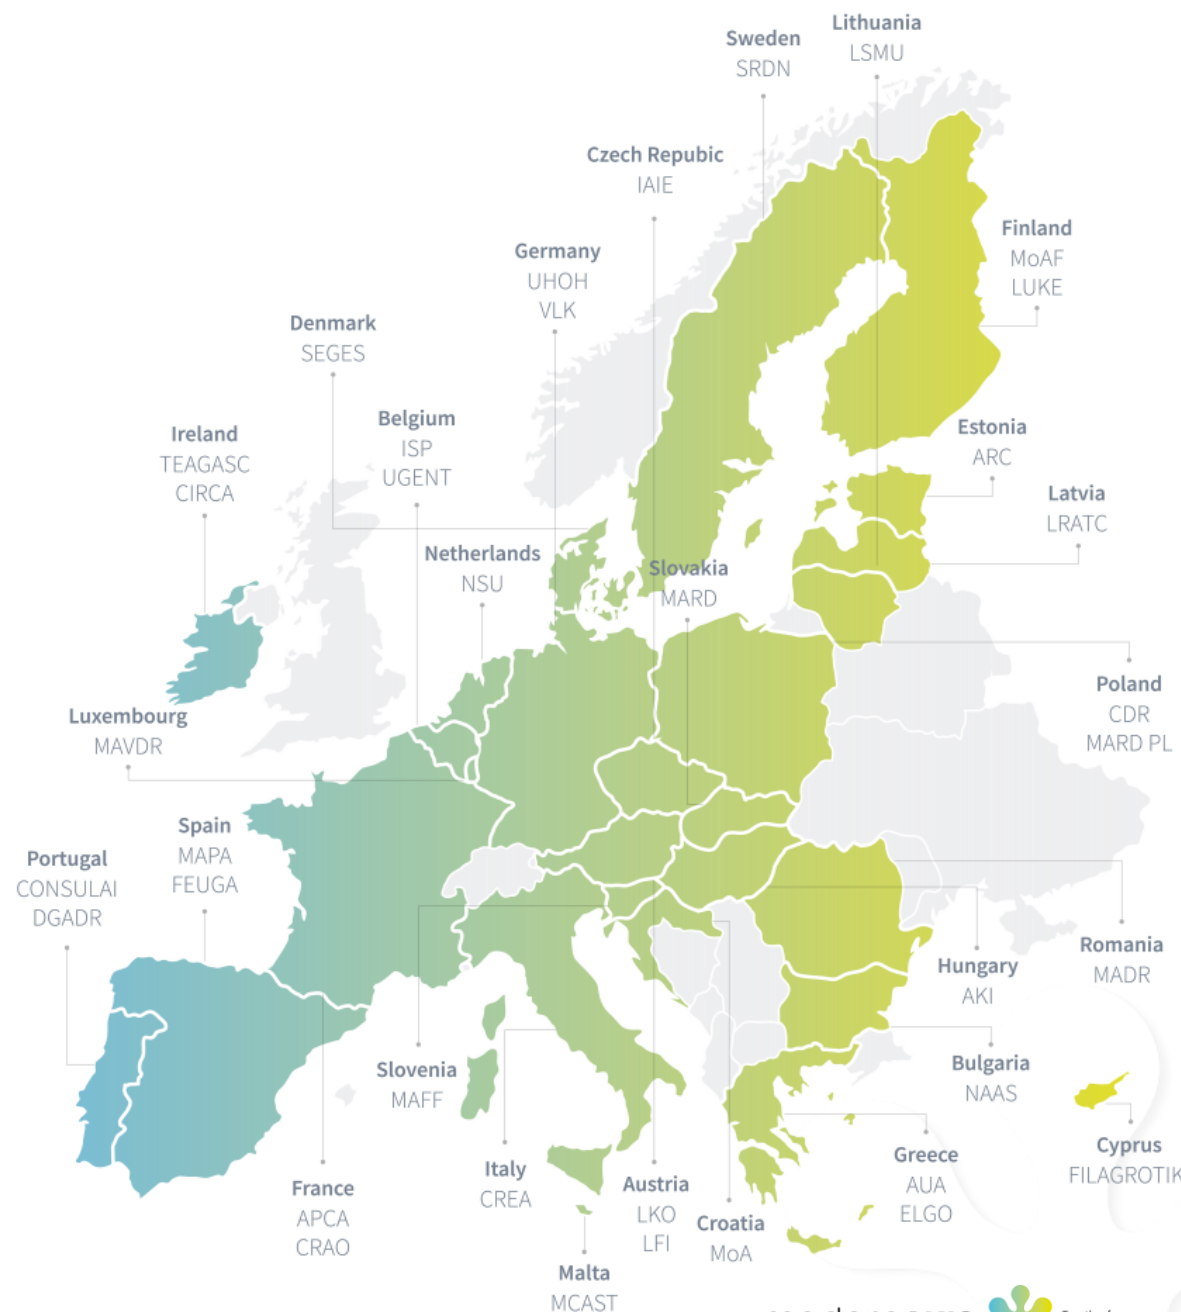 Lithuania
LSMU
Sweden
SRDN
Czech Repubic
IAIE
Finland
MoAF
LUKE
Germany
UHOH
VLK
Denmark
SEGES
Belgium
ISP
UGENT
Ireland
TEAGASC
CIRCA
Estonia
ARC
Latvia
LRATC
Netherlands
NSU
Slovakia
MARD
Poland
CDR
MARD PL
Luxembourg
MAVDR
Spain
MAPA
FEUGA
Portugal
CONSULAI
DGADR
Romania
MADR
Hungary
AKI
Slovenia
MAFF
Bulgaria
NAAS
Cyprus
FILAGROTIK
Greece
AUA
ELGO
Italy
CREA
Austria
LKO
LFI
France
APCA
CRAO
Croatia
MoA
Malta
MCAST